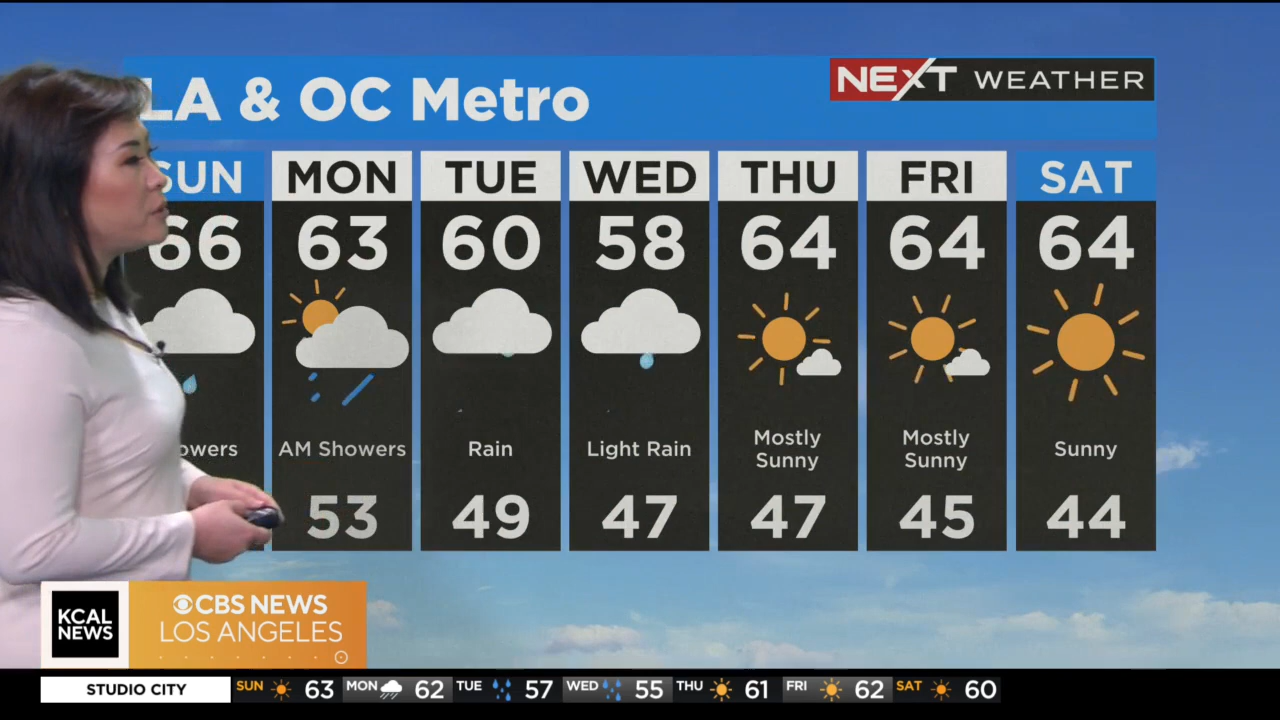 LA & OC Metro
NEXT WEATHER
SUN MON TUE WED THU FRI SAT
66 63 60 58 64 64 64
AM Showers Rain Light Rain Mostly Sunny Mostly Sunny Sunny
53 49 47 47 45 44
KCAL NEWS
CBS NEWS
LOS ANGELES
STUDIO CITY SUN 63 MON 62 TUE 57 WED 55 THU 61 FRI 62 SAT 60